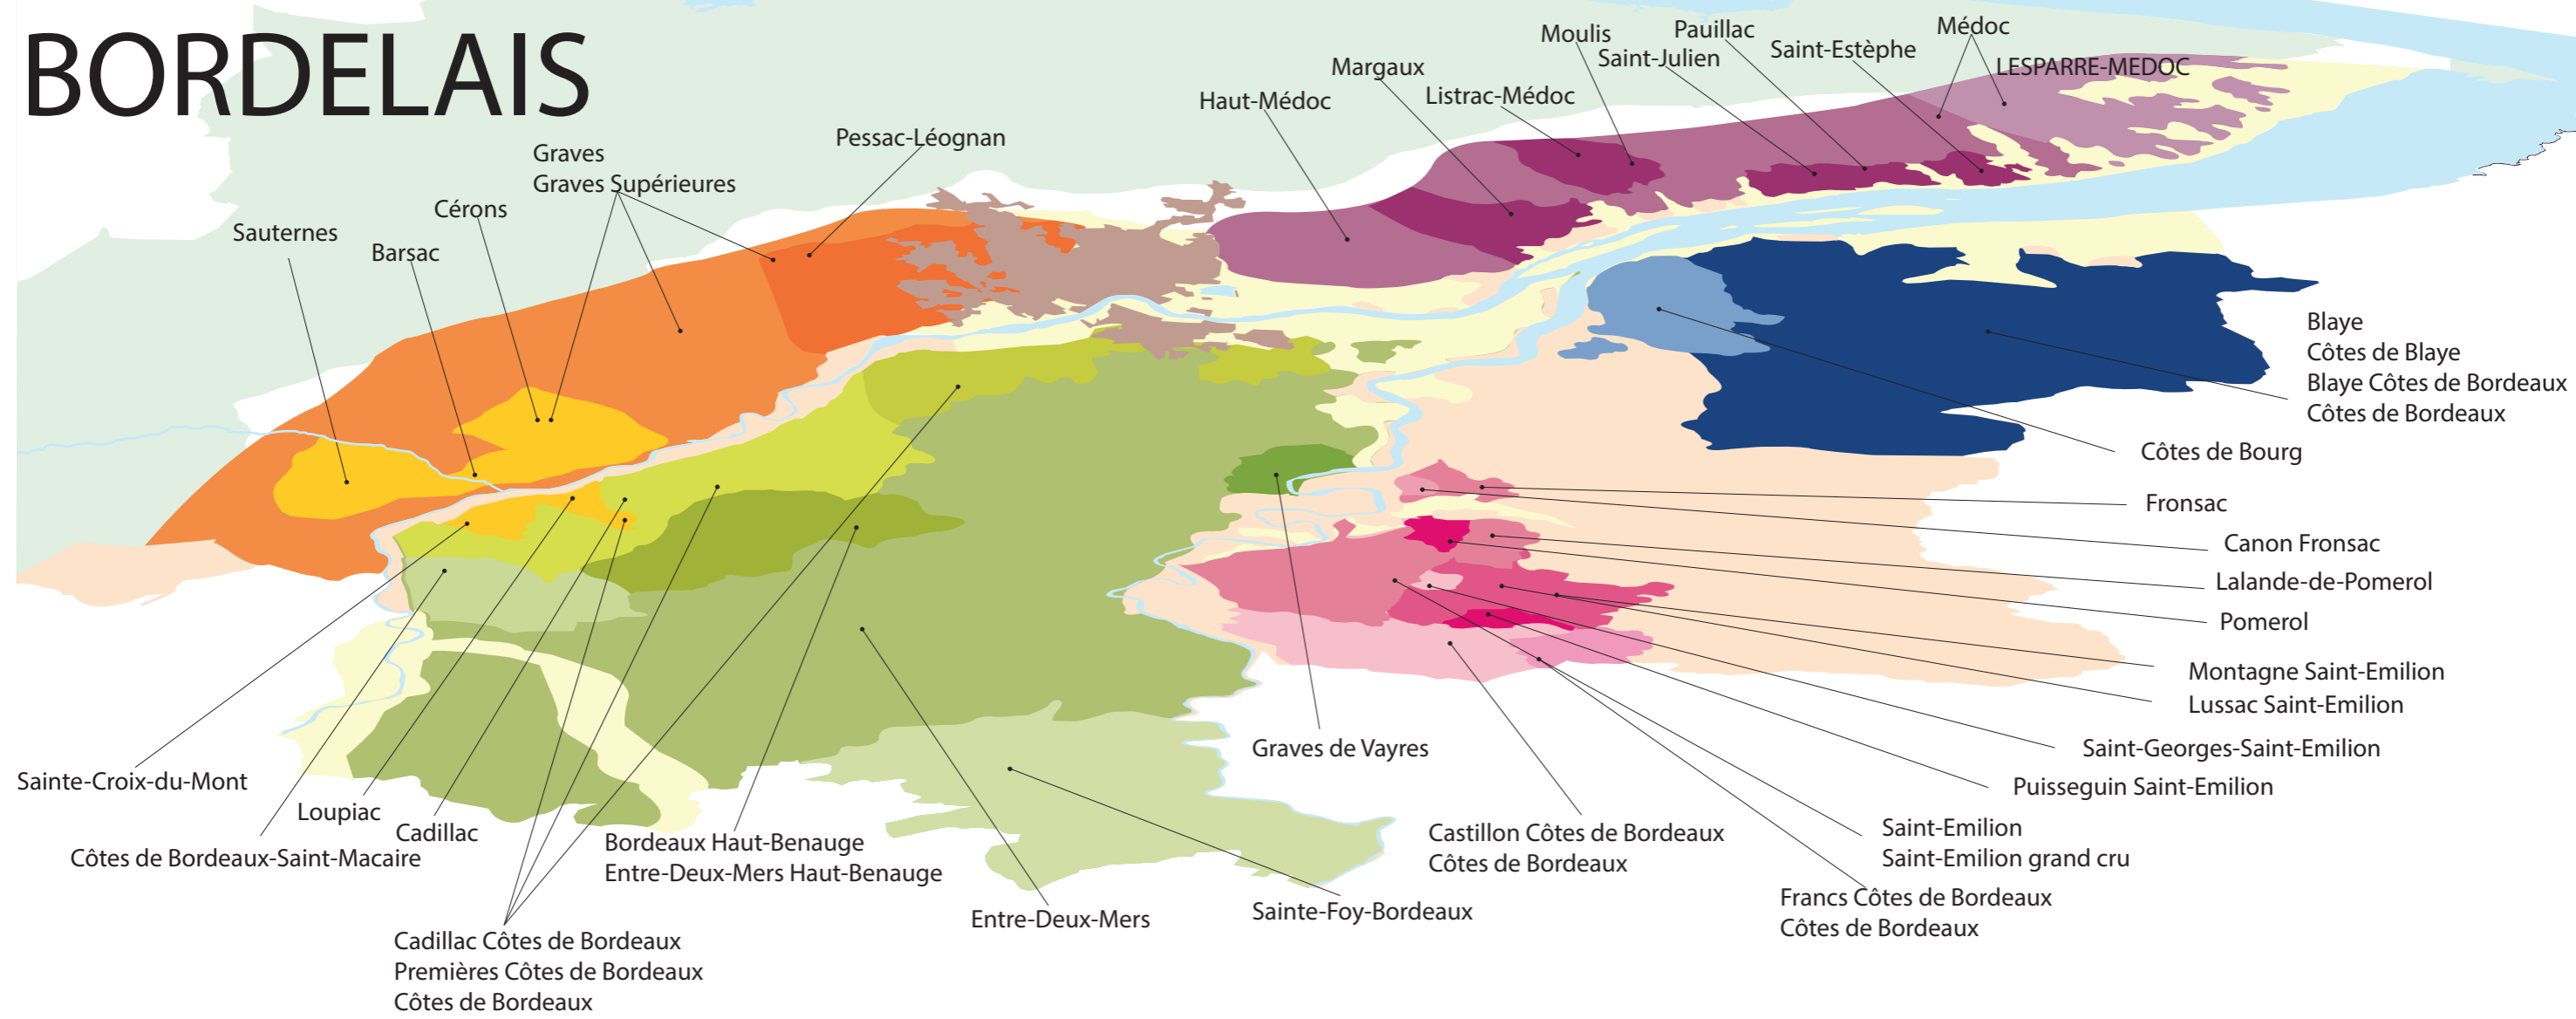 BORDELAIS
Médoc
Pauillac
Moulis
Saint-Estèphe
Saint-Julien
LESPARRE-MEDOC
Margaux
Listrac-Médoc
Haut-Médoc
Pessac-Léognan
Graves
Graves Supérieures
Cérons
Sauternes
Barsac
Blaye
Côtes de Blaye
Blaye Côtes de Bordeaux
Côtes de Bordeaux
Côtes de Bourg
Fronsac
Canon Fronsac
Lalande-de-Pomerol
Pomerol
Montagne Saint-Emilion
Lussac Saint-Emilion
Saint-Georges-Saint-Emilion
Puisseguin Saint-Emilion
Graves de Vayres
Sainte-Croix-du-Mont
Loupiac
Cadillac
Côtes de Bordeaux-Saint-Macaire
Bordeaux Haut-Benauge
Entre-Deux-Mers Haut-Benauge
Castillon Côtes de Bordeaux
Côtes de Bordeaux
Saint-Emilion
Saint-Emilion grand cru
Francs Côtes de Bordeaux
Côtes de Bordeaux
Sainte-Foy-Bordeaux
Entre-Deux-Mers
Cadillac Côtes de Bordeaux
Premières Côtes de Bordeaux
Côtes de Bordeaux